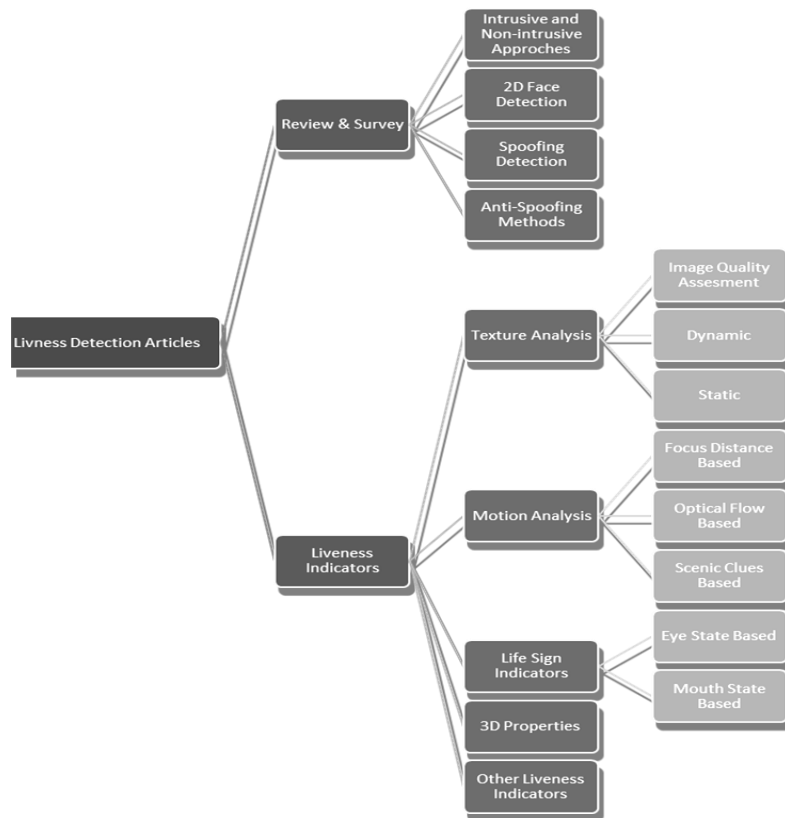 Intrusive and
Non-intrusive
Approches
2D Face
Detection
Review & Survey
Spoofing
Detection
Anti-Spoofing
Methods
Image Quality
Assesment
Livness Detection Articles
Texture Analysis
Dynamic
Static
Focus Distance
Based
Motion Analysis
Optical Flow
Based
Liveness
Indicators
Scenic Clues
Based
Eye State Based
Life Sign
Indicators
Mouth State
Based
3D Properties
Other Liveness
Indicators